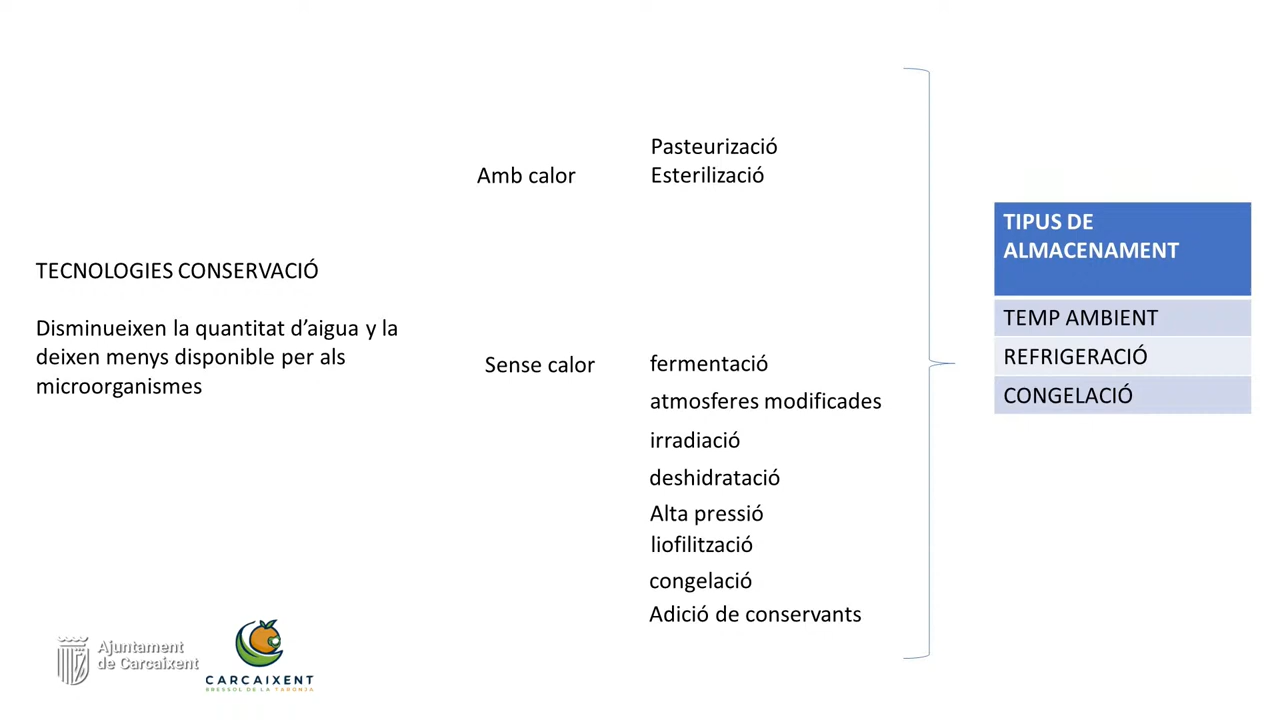 TECNOLOGIES CONSERVACIÓ
Disminueixen la quantitat d’aigua y la
deixen menys disponible per als
microorganismes
Amb calor
Pasteurizació
Esterilizació
Sense calor
fermentació
atmosferes modificades
irradiació
deshidratació
Alta pressió
liofilització
congelació
Adició de conservants
TIPUS DE
ALMACENAMENT
TEMP AMBIENT
REFRIGERACIÓ
CONGELACIÓ
Ajuntament
de Carcaixent
CARCAIXENT
BRESSOL DE LA TARONJA